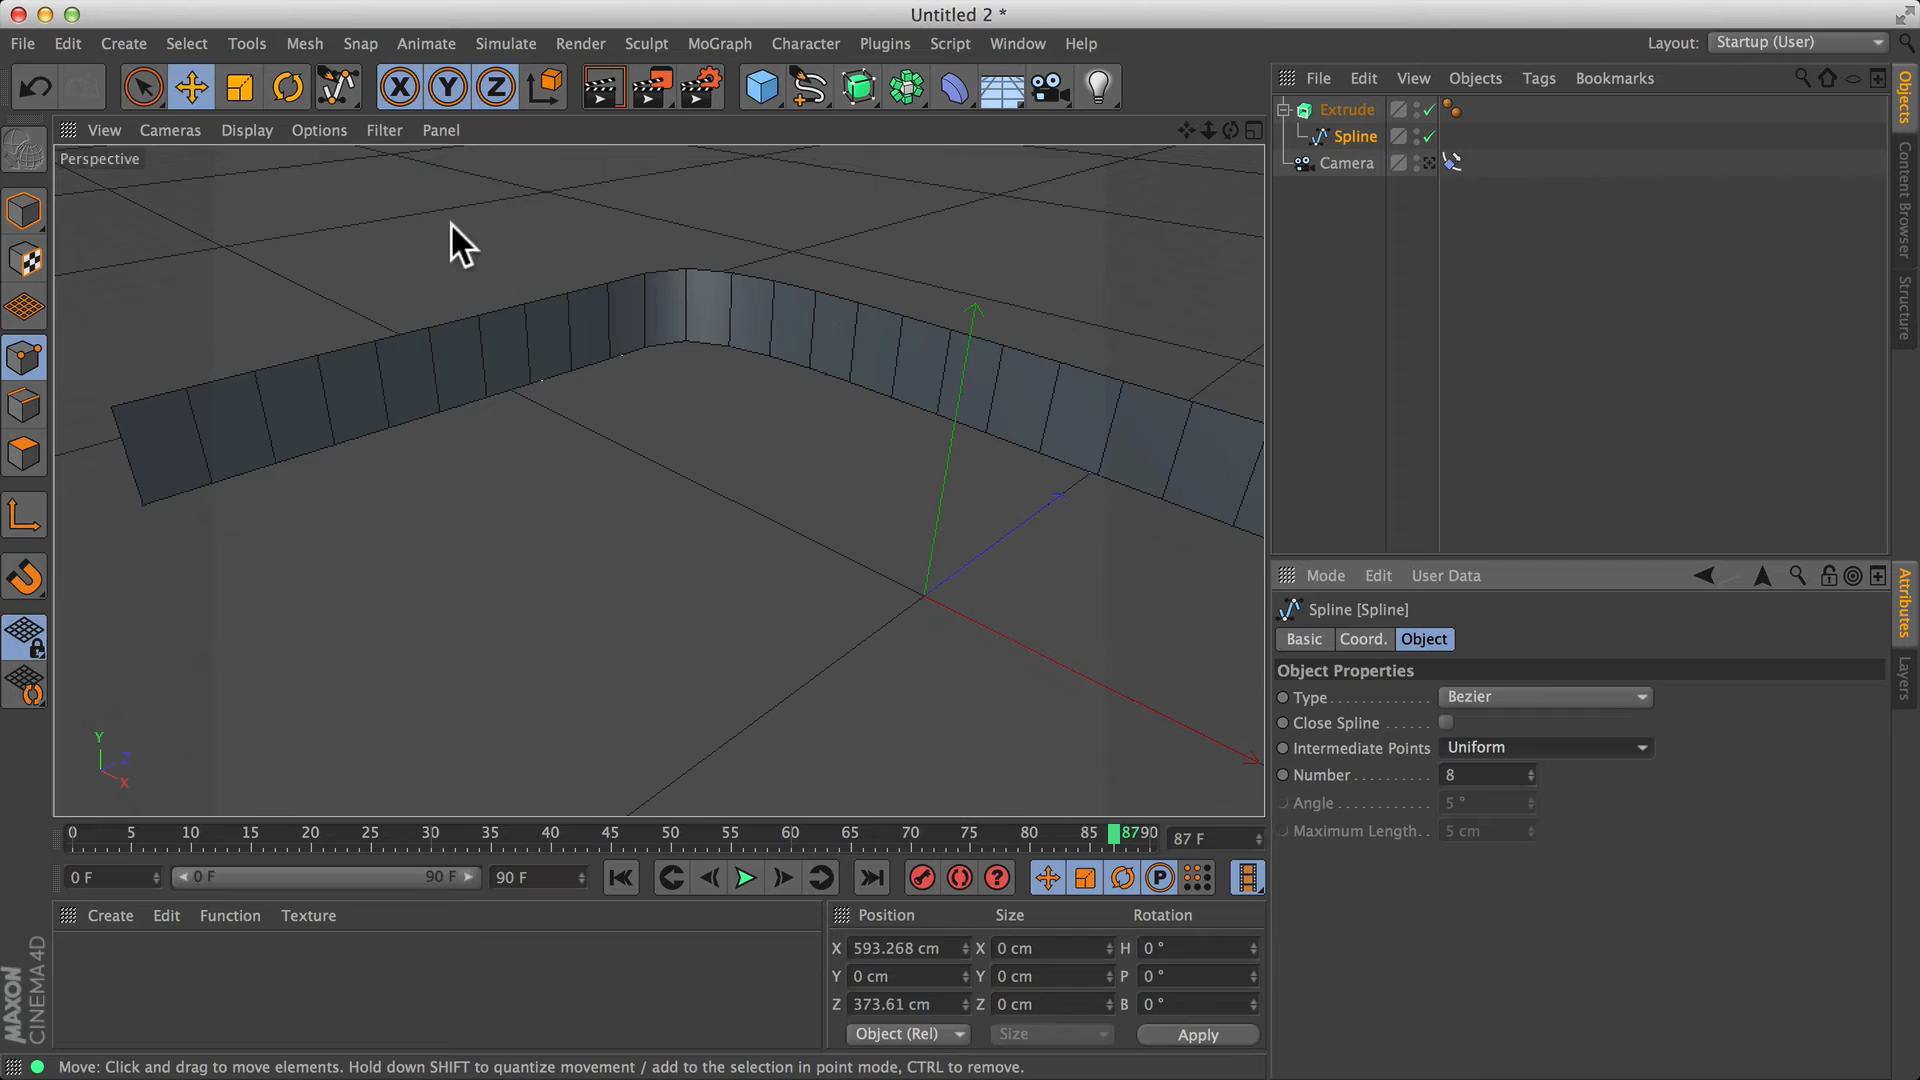 Untitled 2 *
File Edit Create Select Tools Mesh Snap Animate Simulate Render Sculpt MoGraph Character Plugins Script Window Help Layout: Startup (User)
X Y Z
File Edit View Objects Tags Bookmarks
View Cameras Display Options Filter Panel
Perspective
Extrude
Spline
Camera
Objects
Content Browser
Structure
Mode Edit User Data
Spline [Spline]
Basic Coord. Object
Object Properties
Type Bezier
Close Spline
Intermediate Points Uniform
Number 8
Angle 5 °
Maximum Length 5 cm
Attributes
Layers
Y
Z
X
0 5 10 15 20 25 30 35 40 45 50 55 60 65 70 75 80 85 8790 87 F
0 F 0 F 90 F 90 F P
Create Edit Function Texture
Position Size Rotation
X 593.268 cm X 0 cm H 0 °
Y 0 cm Y 0 cm P 0 °
Z 373.61 cm Z 0 cm B 0 °
Object (Rel) Size Apply
MAXON
CINEMA 4D
Move: Click and drag to move elements. Hold down SHIFT to quantize movement / add to the selection in point mode, CTRL to remove.